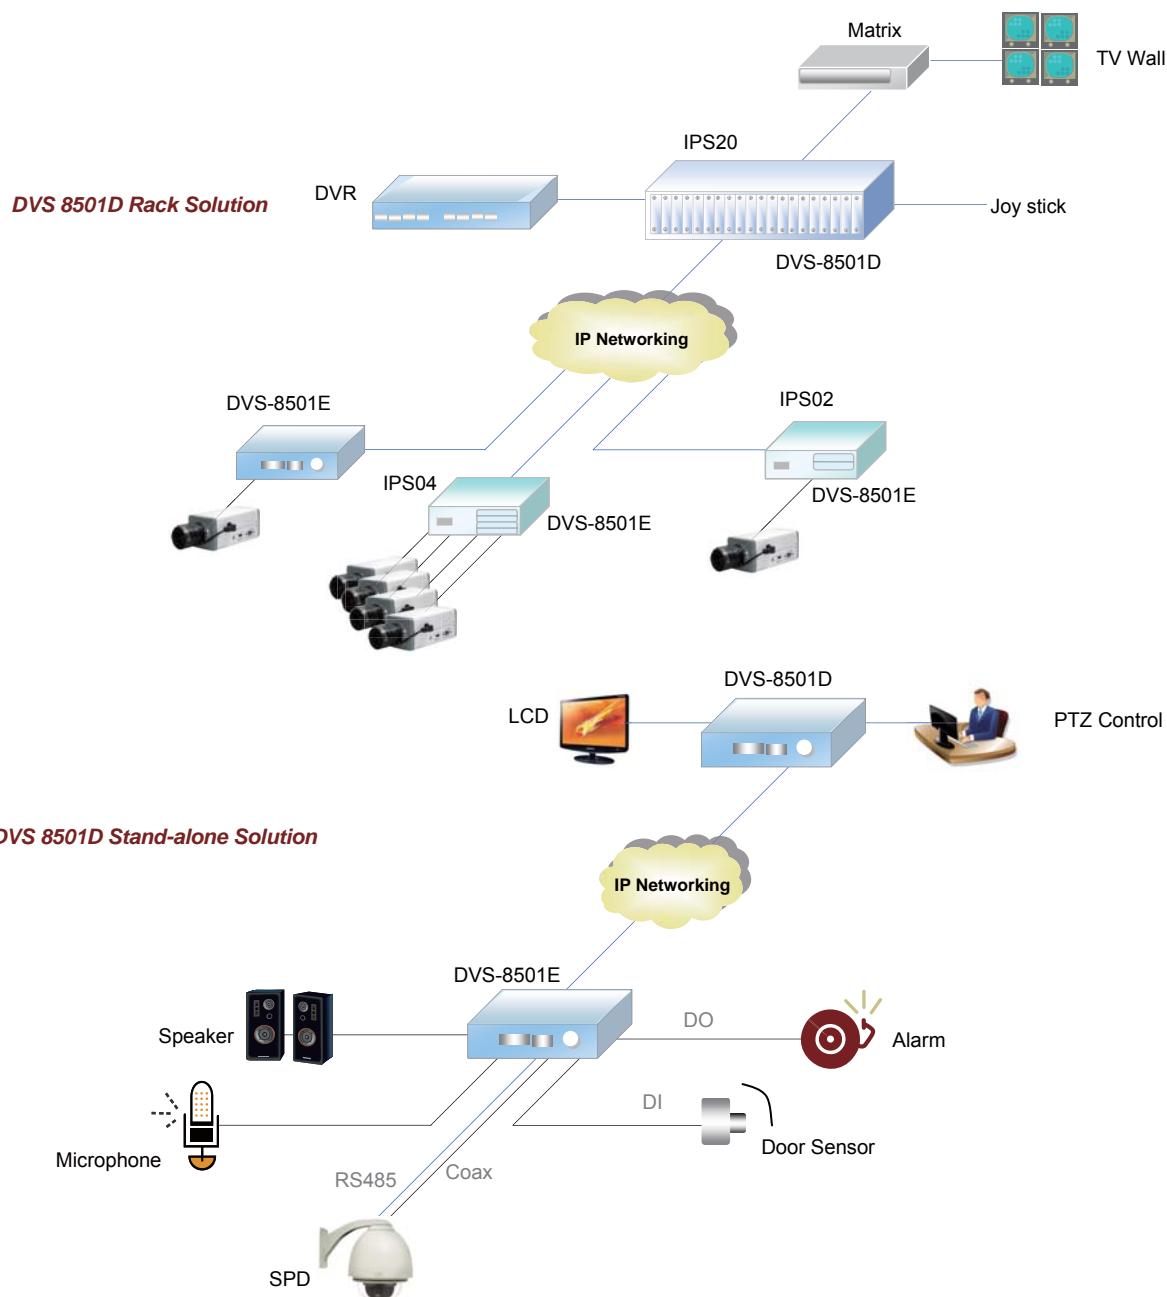 Matrix
TV Wall
IPS20
DVS 8501D Rack Solution
DVR
Joy stick
DVS-8501D
IP Networking
DVS-8501E
IPS02
IPS04
DVS-8501E
DVS-8501E
DVS-8501D
LCD
PTZ Control
DVS 8501D Stand-alone Solution
IP Networking
DVS-8501E
Speaker
DO
Alarm
DI
Door Sensor
Microphone
RS485
Coax
SPD